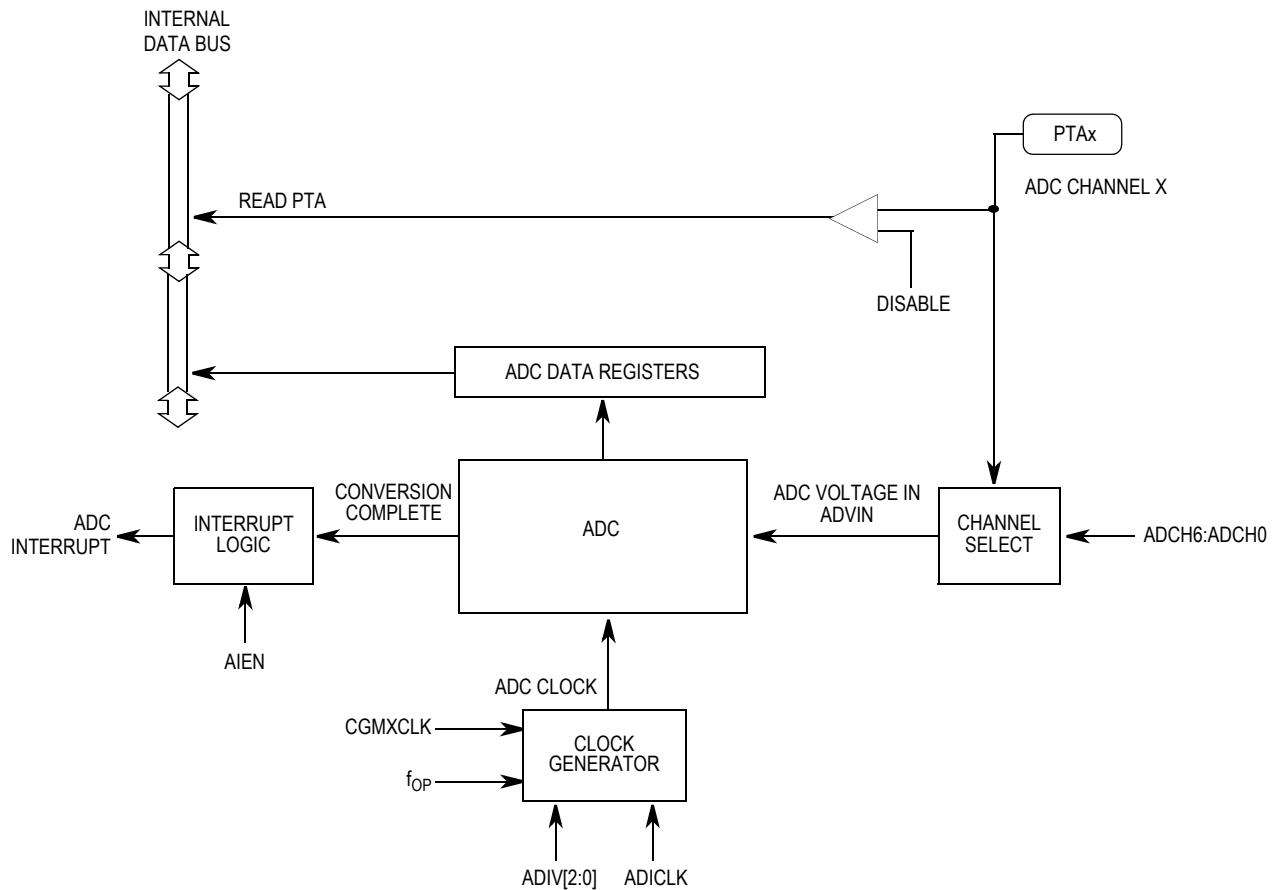 INTERNAL
DATA BUS
PTAx
READ PTA
ADC CHANNEL X
DISABLE
ADC DATA REGISTERS
CONVERSION
COMPLETE
ADC VOLTAGE IN
ADVIN
ADC
INTERRUPT
INTERRUPT
LOGIC
ADC
CHANNEL
SELECT
ADCH6:ADCH0
AIEN
ADC CLOCK
CGMXCLK
CLOCK
GENERATOR
fOP
ADIV[2:0]
ADICLK